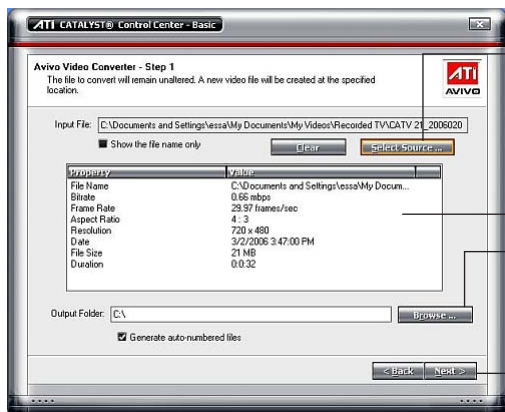 ATI CATALYST® Control Center - Basic
Avivo Video Converter - Step 1
The file to convert will remain unaltered. A new video file will be created at the specified
location.
ATI
AVIVO
Input File: C:\Documents and Settings\essa\My Documents\My Videos\Recorded TV\CATV 21_2006020
Show the file name only
Clear
Select Source ...
Property Value
File Name C:\Documents and Settings\essa\My Docum...
Bitrate 0.66 mbps
Frame Rate 29.97 frames/sec
Aspect Ratio 4 : 3
Resolution 720 x 480
Date 3/2/2006 3:47:00 PM
File Size 21 MB
Duration 0:0:32
Output Folder: C:\
Browse ...
Generate auto-numbered files
< Back Next >